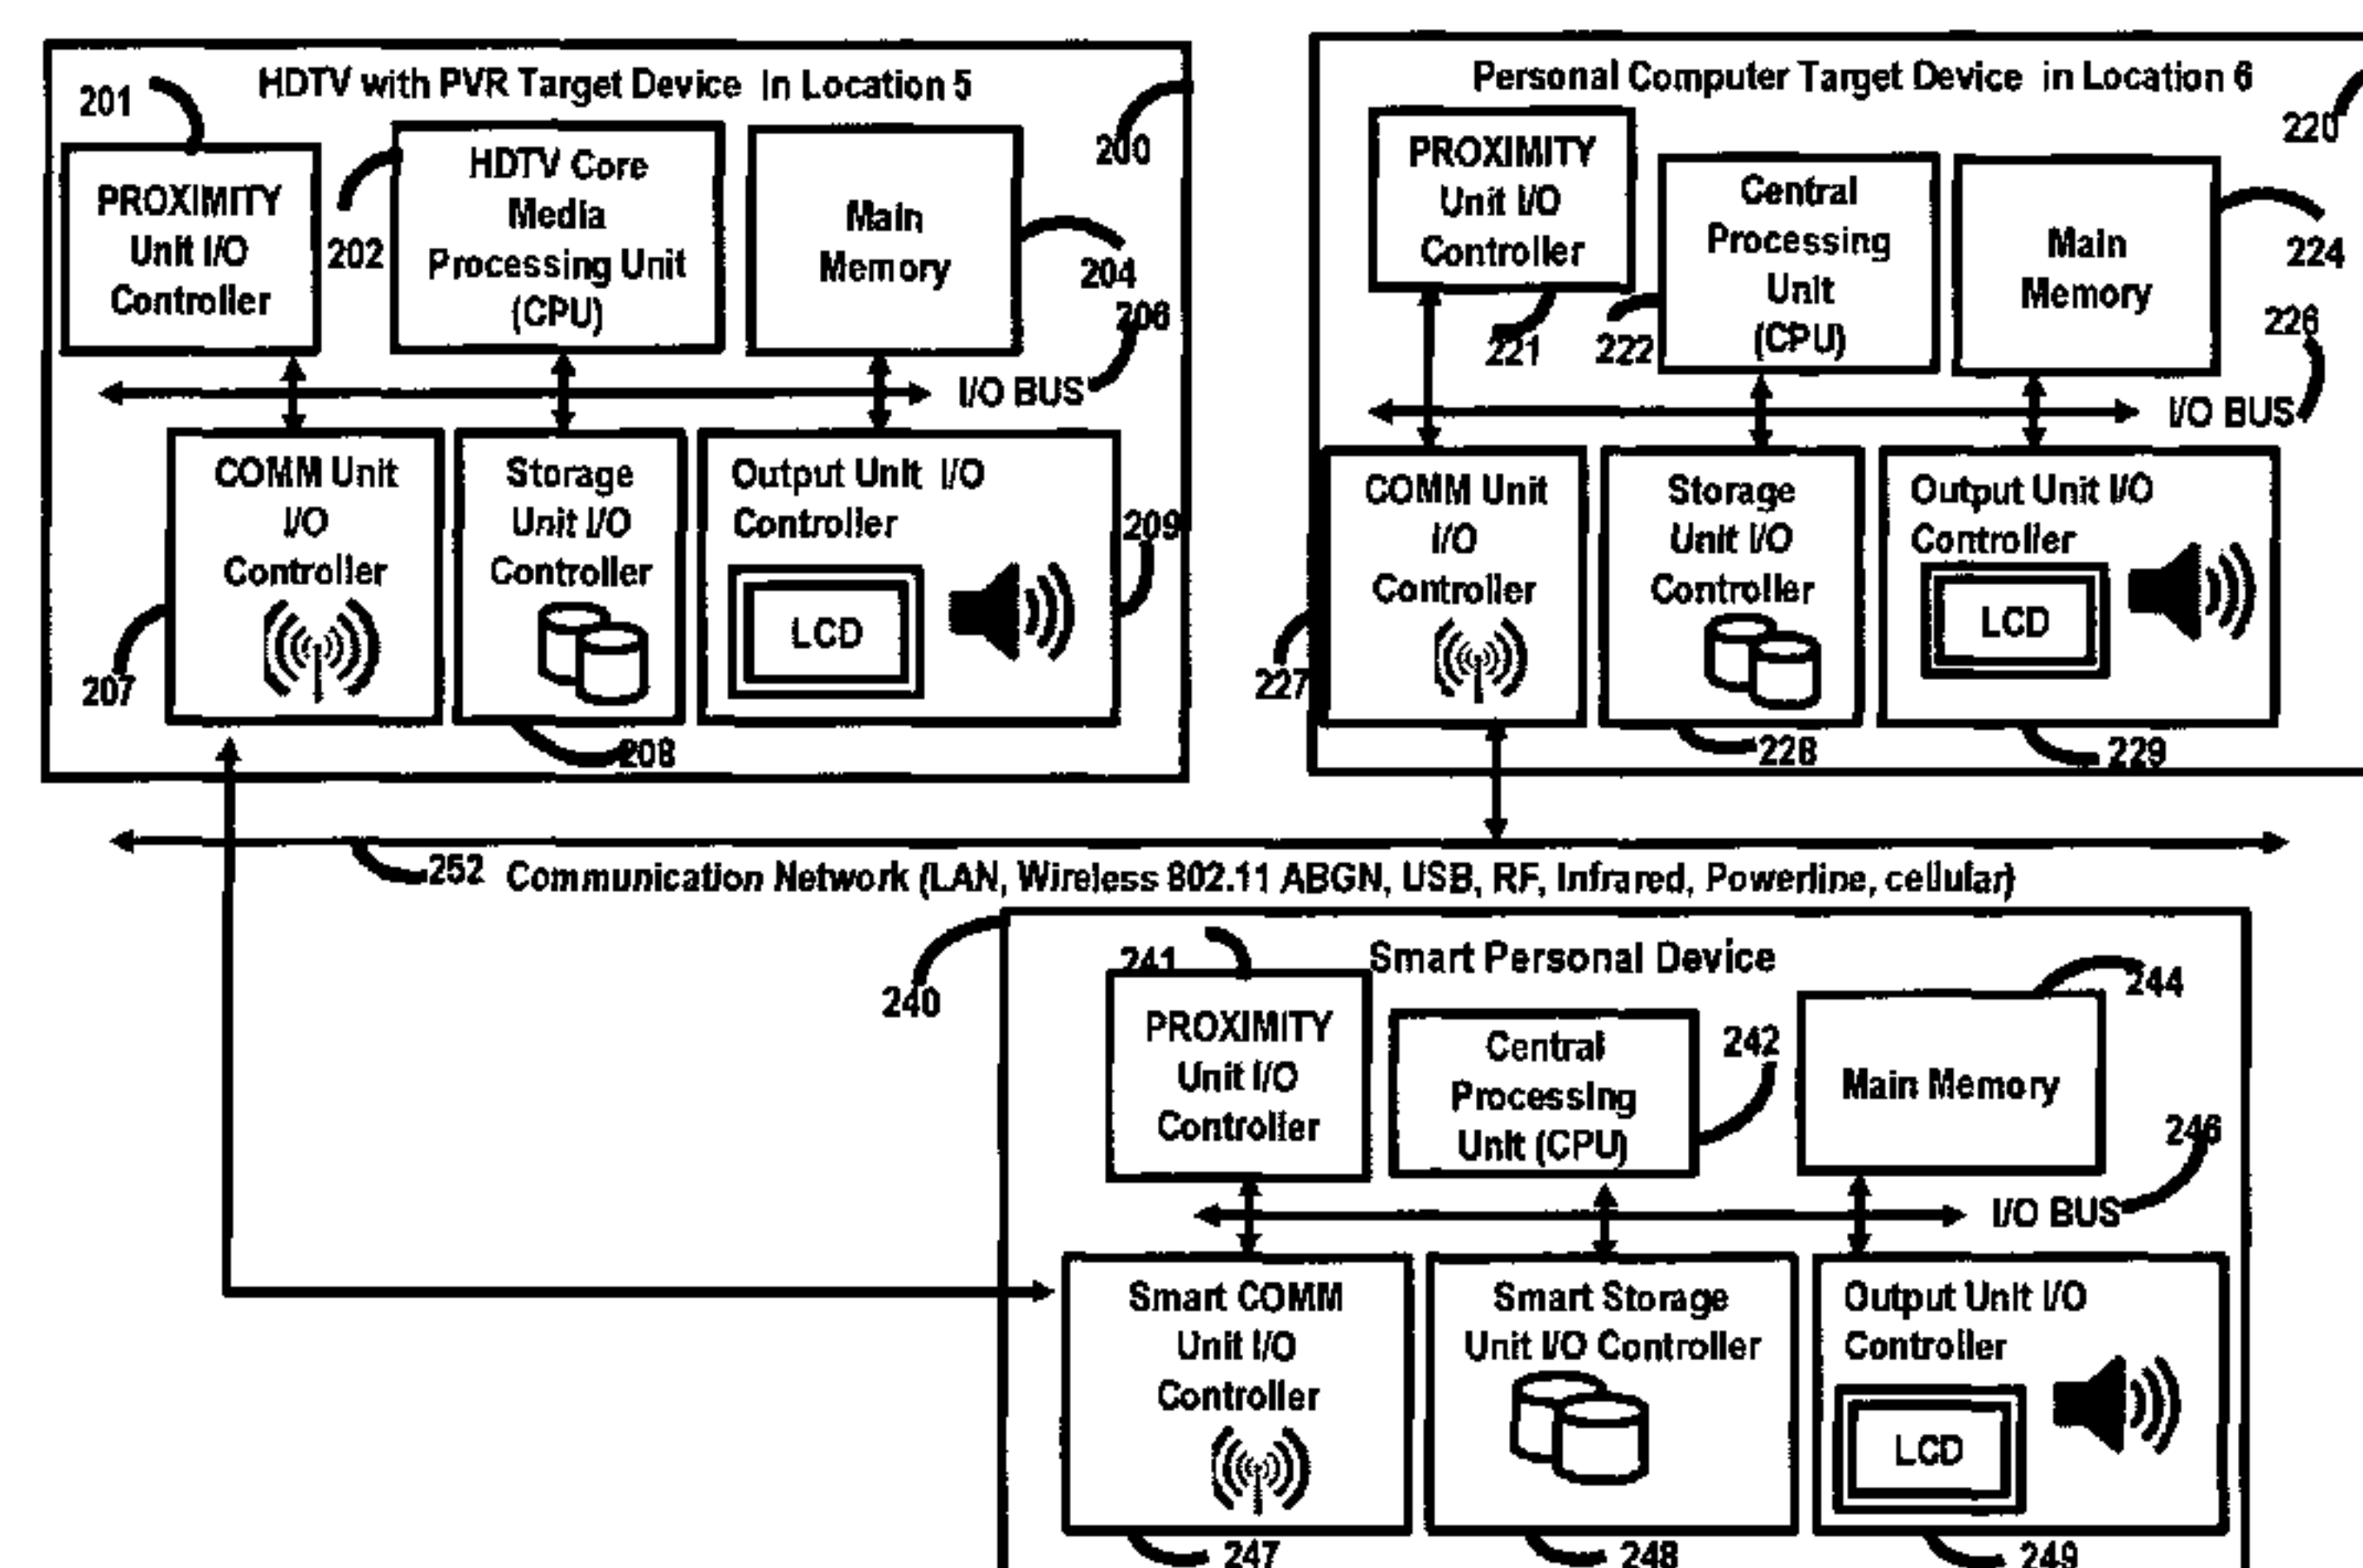 HDTV with PVR Target Device In Location 5
201
200
PROXIMITY
Unit I/O
Controller
202
HDTV Core
Media
Processing Unit
(CPU)
Main
Memory
204
206
I/O BUS
COMM Unit
I/O
Controller
207
Storage
Unit I/O
Controller
208
Output Unit I/O
Controller
LCD
209
Personal Computer Target Device in Location 6
220
PROXIMITY
Unit I/O
Controller
221
222
Central
Processing
Unit
(CPU)
Main
Memory
224
226
I/O BUS
COMM Unit
I/O
Controller
227
Storage
Unit I/O
Controller
228
Output Unit I/O
Controller
LCD
229
252
Communication Network (LAN, Wireless 802.11 ABGN, USB, RF, Infrared, Powerline, cellular)
240
241
Smart Personal Device
PROXIMITY
Unit I/O
Controller
Central
Processing
Unit (CPU)
242
244
Main Memory
246
I/O BUS
Smart COMM
Unit I/O
Controller
247
Smart Storage
Unit I/O Controller
248
Output Unit I/O
Controller
LCD
249